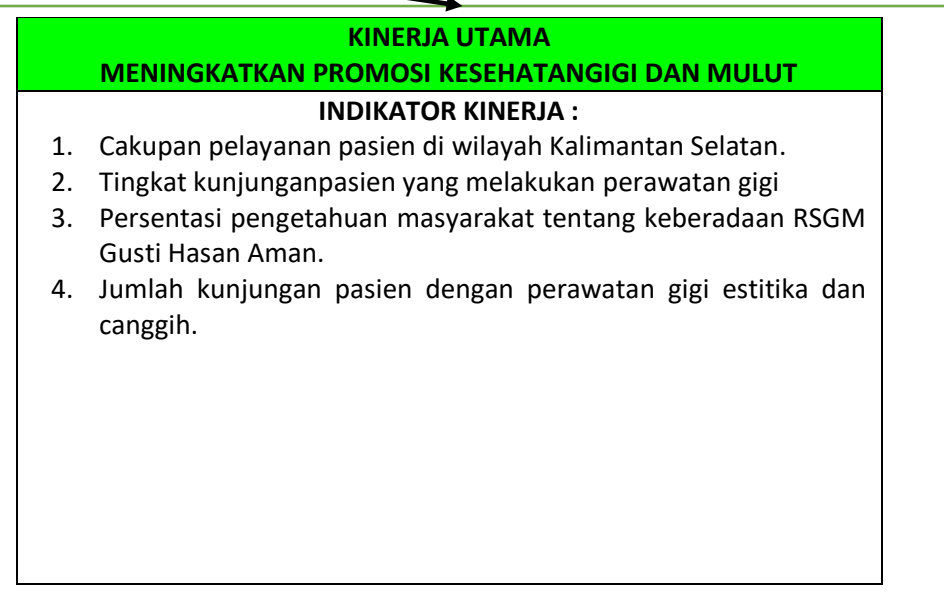 KINERJA UTAMA
MENINGKATKAN PROMOSI KESEHATANGIGI DAN MULUT
INDIKATOR KINERJA :
1. Cakupan pelayanan pasien di wilayah Kalimantan Selatan.
2. Tingkat kunjunganpasien yang melakukan perawatan gigi
3. Persentasi pengetahuan masyarakat tentang keberadaan RSGM
Gusti Hasan Aman.
4. Jumlah kunjungan pasien dengan perawatan gigi estitika dan
canggih.